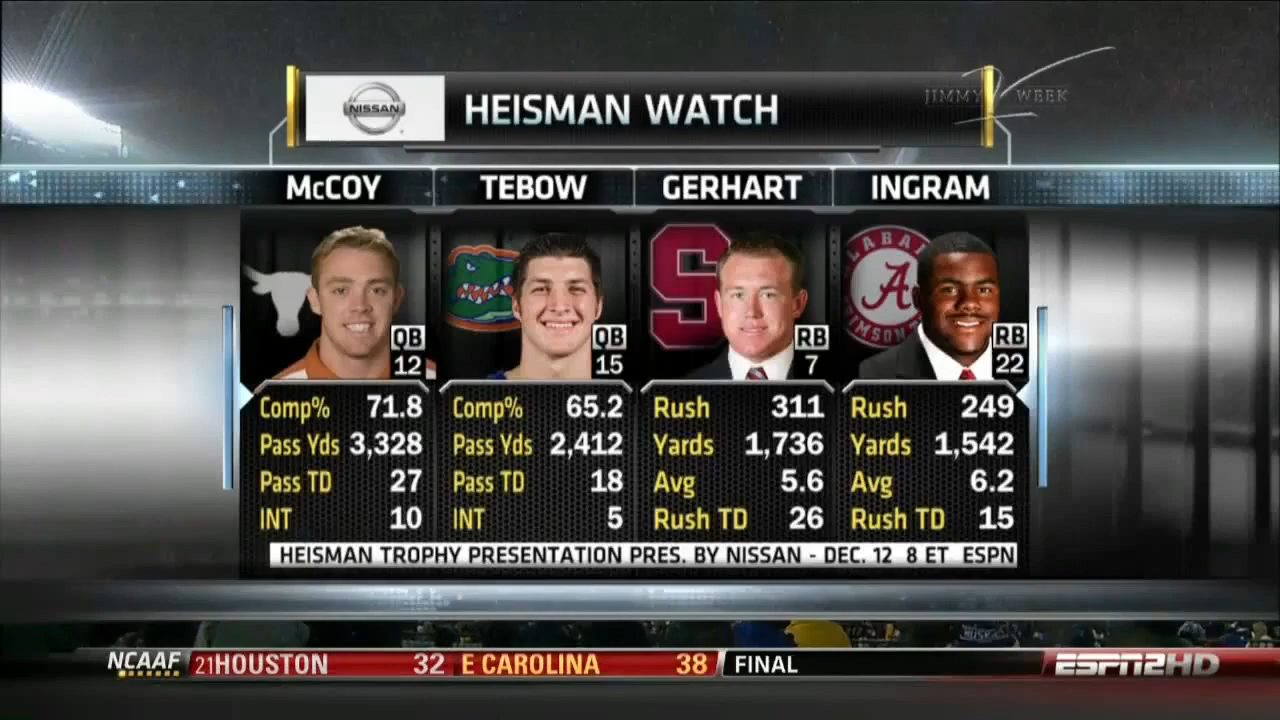 NISSAN
HEISMAN WATCH
JIMMY V WEEK
McCOY TEBOW GERHART INGRAM
S
ALABAMA
A
CRIMSON
QB QB RB RB
12 15 7 22
Comp% 71.8 Comp% 65.2 Rush 311 Rush 249
Pass Yds 3,328 Pass Yds 2,412 Yards 1,736 Yards 1,542
Pass TD 27 Pass TD 18 Avg 5.6 Avg 6.2
INT 10 INT 5 Rush TD 26 Rush TD 15
HEISMAN TROPHY PRESENTATION PRES. BY NISSAN - DEC. 12 8 ET ESPN
NCAAF 21 HOUSTON 32 E CAROLINA 38 FINAL ESPN2HD